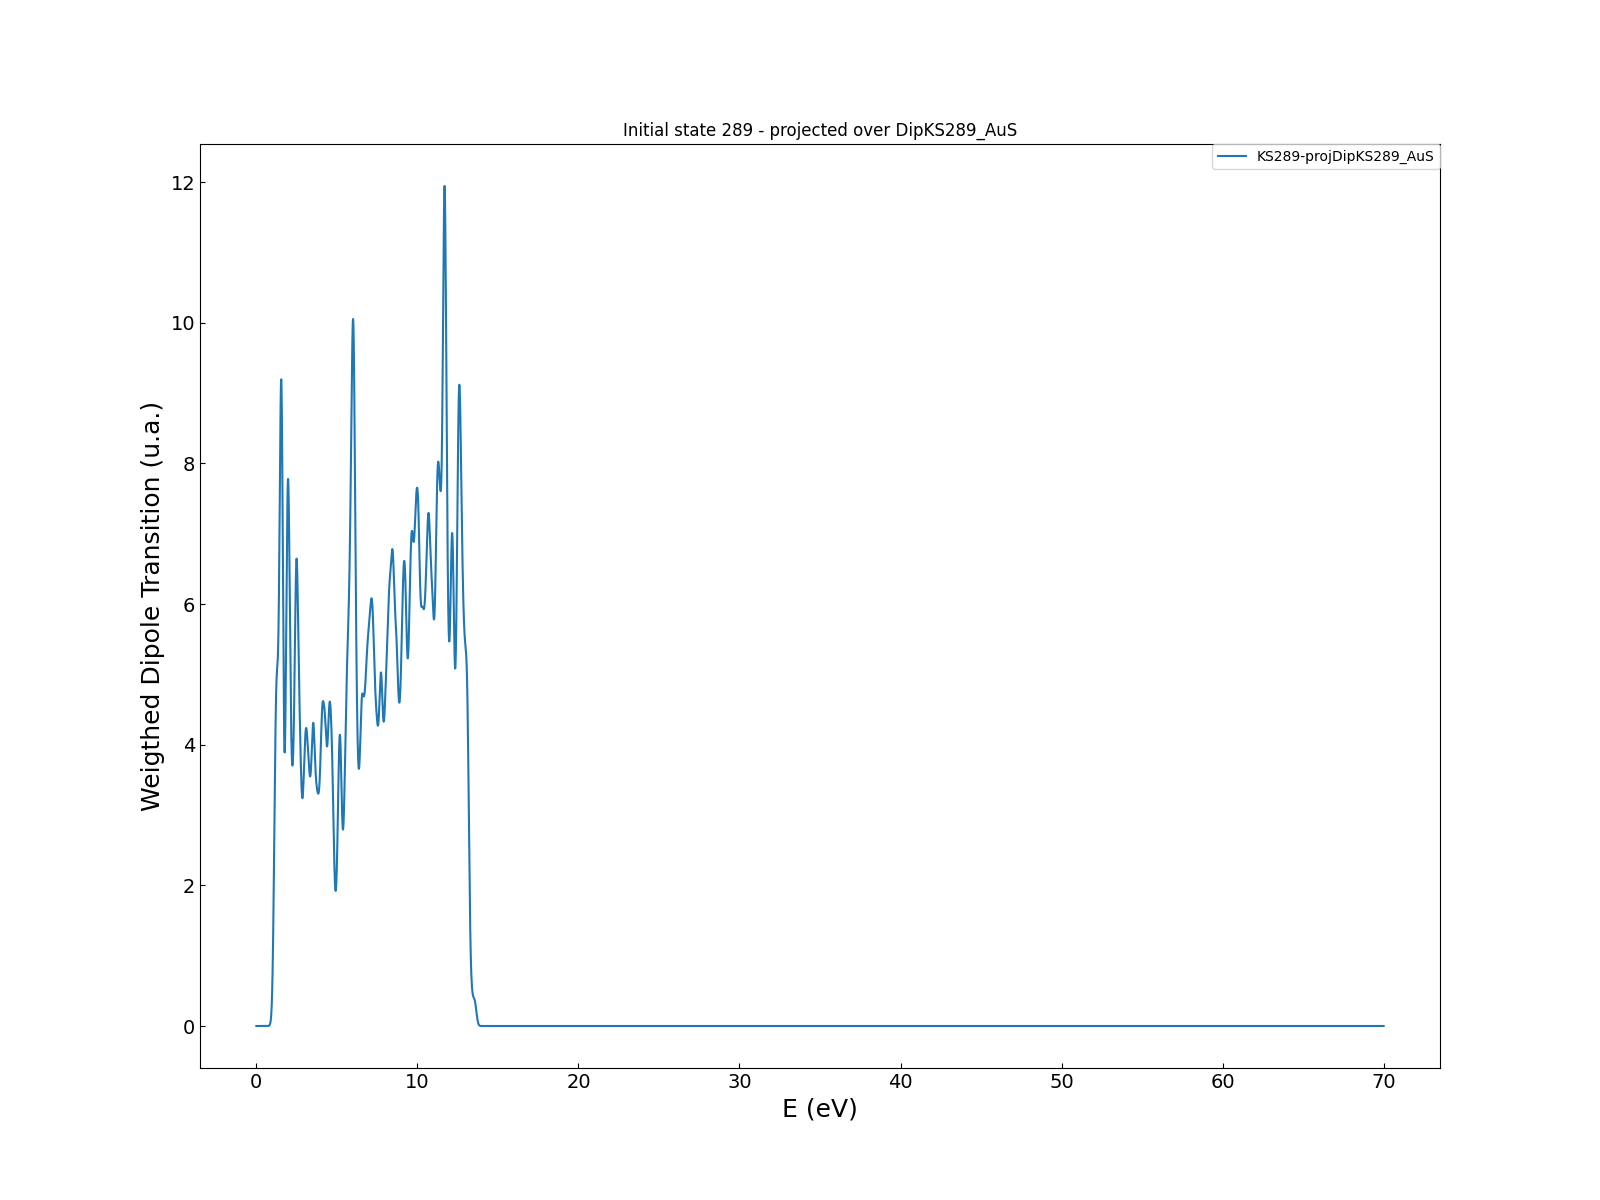 Initial state 289 - projected over DipKS289_AuS
KS289-projDipKS289_AuS
Weigthed Dipole Transition (u.a.)
12
10
8
6
4
2
0
0 10 20 30 40 50 60 70
E (eV)